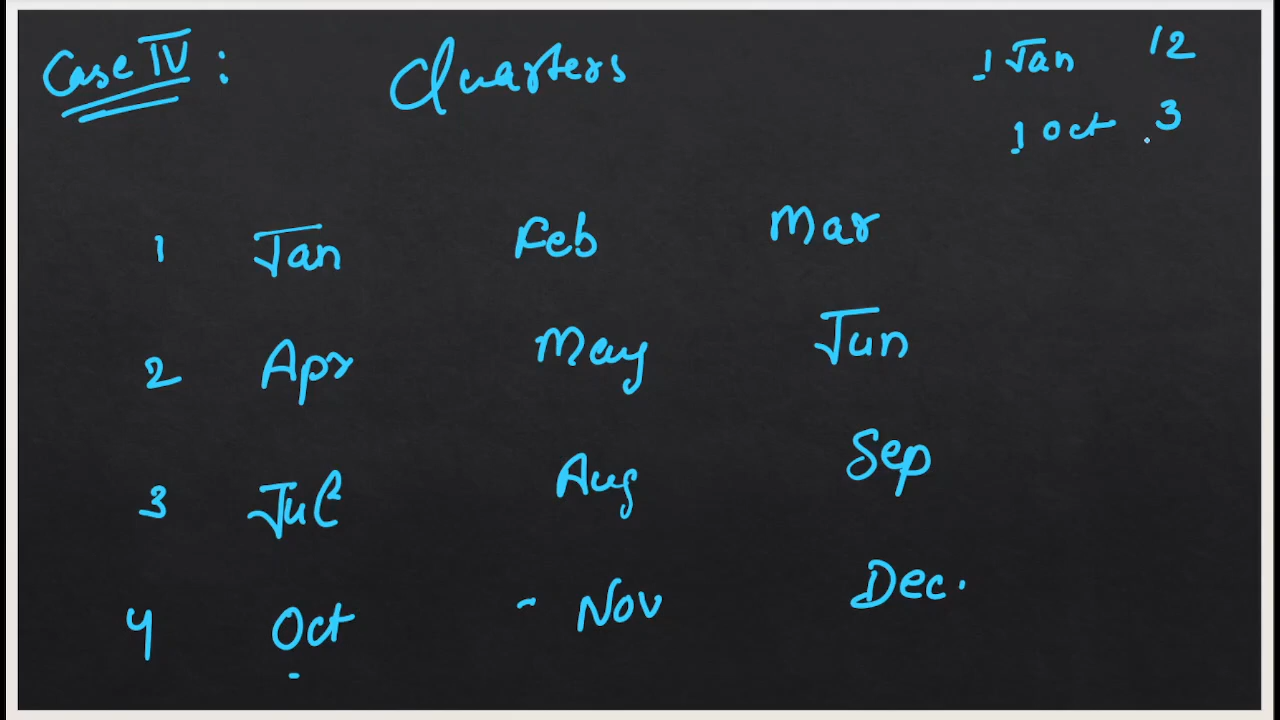 Case IV : Quarters
1 Jan 12
1 Oct 3
1 Jan Feb Mar
2 Apr May Jun
3 Jul Aug Sep
4 Oct - Nov Dec.